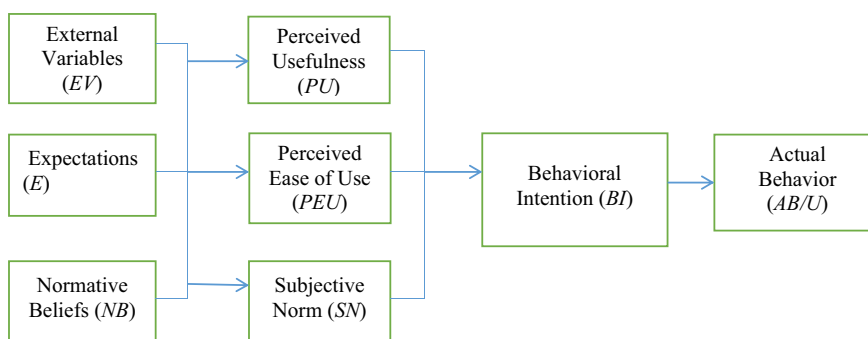 External
Variables
(EV)
Perceived
Usefulness
(PU)
Expectations
(E)
Perceived
Ease of Use
(PEU)
Behavioral
Intention (BI)
Actual
Behavior
(AB/U)
Normative
Beliefs (NB)
Subjective
Norm (SN)